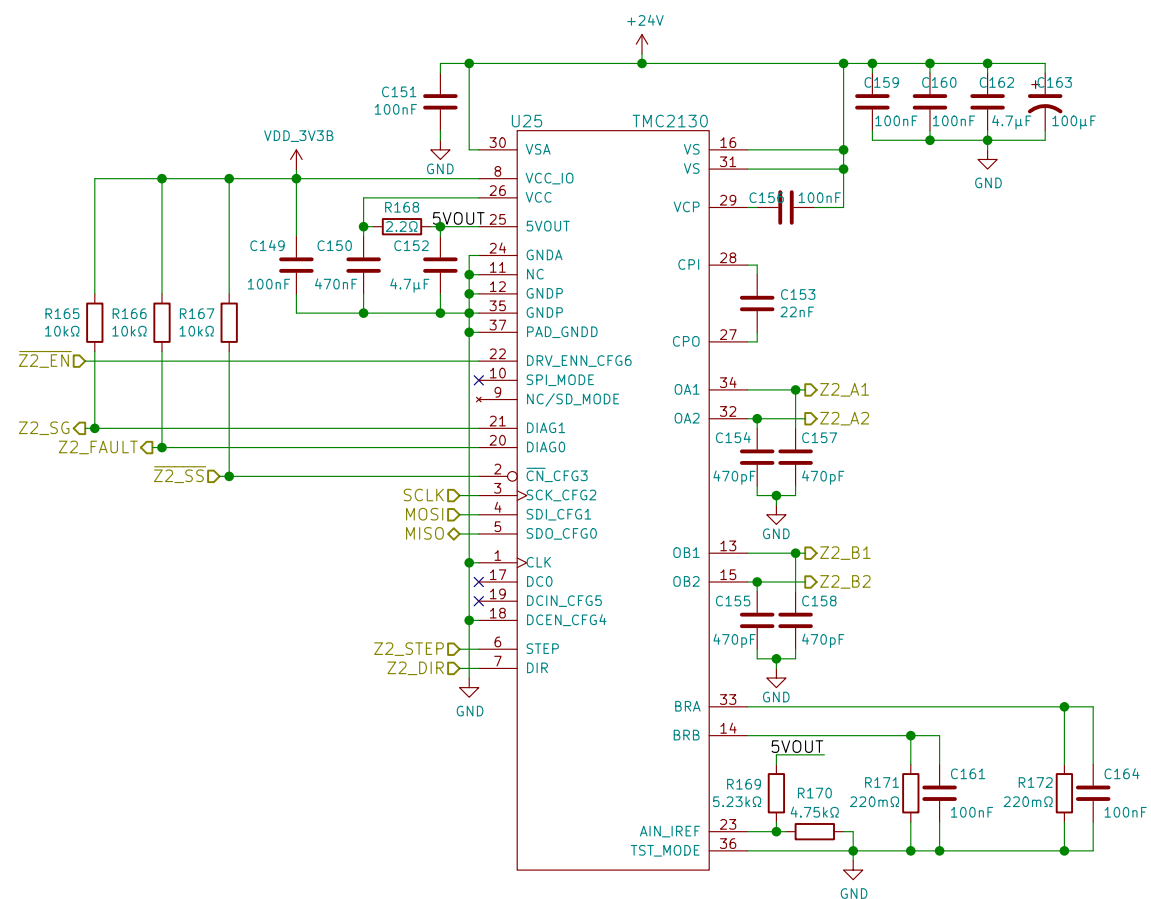 +24V
C151
100nF
GND
C159
100nF
C160
100nF
C162
4.7µF
+
C163
100µF
GND
U25
TMC2130
VDD_3V3B
30 VSA
8 VCC_IO
26 VCC
25 5VOUT
24 GNDA
11 NC
12 GNDP
35 GNDP
37 PAD_GNDD
22 DRV_ENN_CFG6
10 SPI_MODE
9 NC/SD_MODE
21 DIAG1
20 DIAG0
2 CN_CFG3
3 SCK_CFG2
4 SDI_CFG1
5 SDO_CFG0
1 CLK
17 DC0
19 DCIN_CFG5
18 DCEN_CFG4
6 STEP
7 DIR
R168
2.2Ω
5VOUT
C149
100nF
C150
470nF
C152
4.7µF
R165
10kΩ
R166
10kΩ
R167
10kΩ
Z2_EN
Z2_SG
Z2_FAULT
Z2_SS
SCLK
MOSI
MISO
Z2_STEP
Z2_DIR
GND
VS 16
VS 31
VCP 29
C156
100nF
CPI 28
C153
22nF
CPO 27
OA1 34
Z2_A1
OA2 32
Z2_A2
C154
470pF
C157
470pF
GND
OB1 13
Z2_B1
OB2 15
Z2_B2
C155
470pF
C158
470pF
GND
BRA 33
BRB 14
5VOUT
R169
5.23kΩ
R170
4.75kΩ
R171
220mΩ
C161
100nF
R172
220mΩ
C164
100nF
AIN_IREF 23
TST_MODE 36
GND